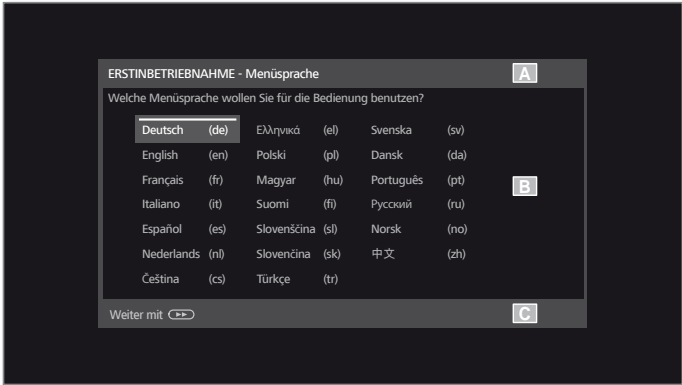 ERSTINBETRIEBNAHME - Menüsprache A
Welche Menüsprache wollen Sie für die Bedienung benutzen?
Deutsch (de) Ελληνικά (el) Svenska (sv)
English (en) Polski (pl) Dansk (da)
Français (fr) Magyar (hu) Português (pt) B
Italiano (it) Suomi (fi) Русский (ru)
Español (es) Slovenščina (sl) Norsk (no)
Nederlands (nl) Slovenčina (sk) 中文 (zh)
Čeština (cs) Türkçe (tr)
Weiter mit C